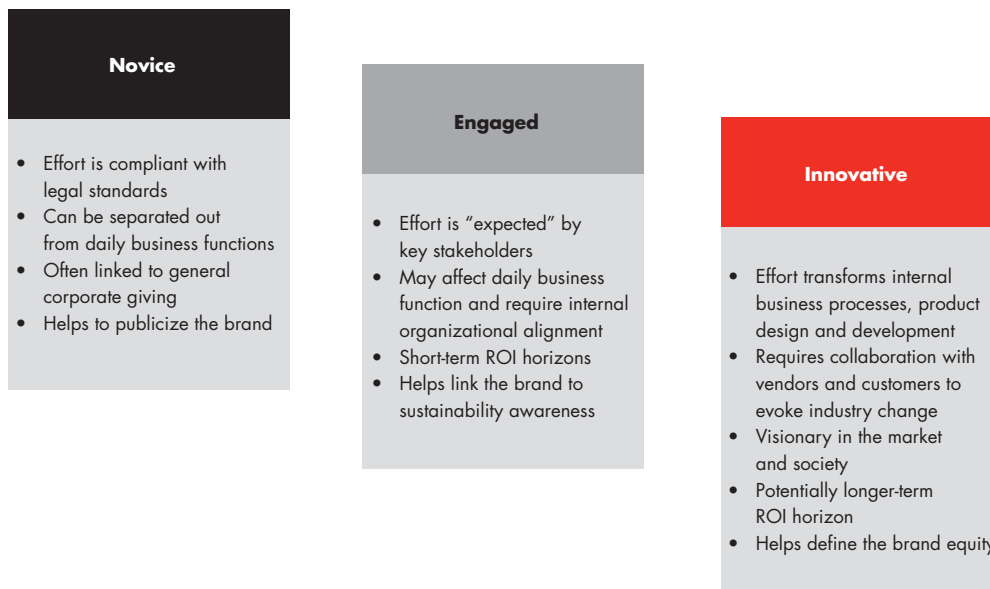 Novice
• Effort is compliant with
legal standards
• Can be separated out
from daily business functions
• Often linked to general
corporate giving
• Helps to publicize the brand
Engaged
• Effort is “expected” by
key stakeholders
• May affect daily business
function and require internal
organizational alignment
• Short-term ROI horizons
• Helps link the brand to
sustainability awareness
Innovative
• Effort transforms internal
business processes, product
design and development
• Requires collaboration with
vendors and customers to
evoke industry change
• Visionary in the market
and society
• Potentially longer-term
ROI horizon
• Helps define the brand equity